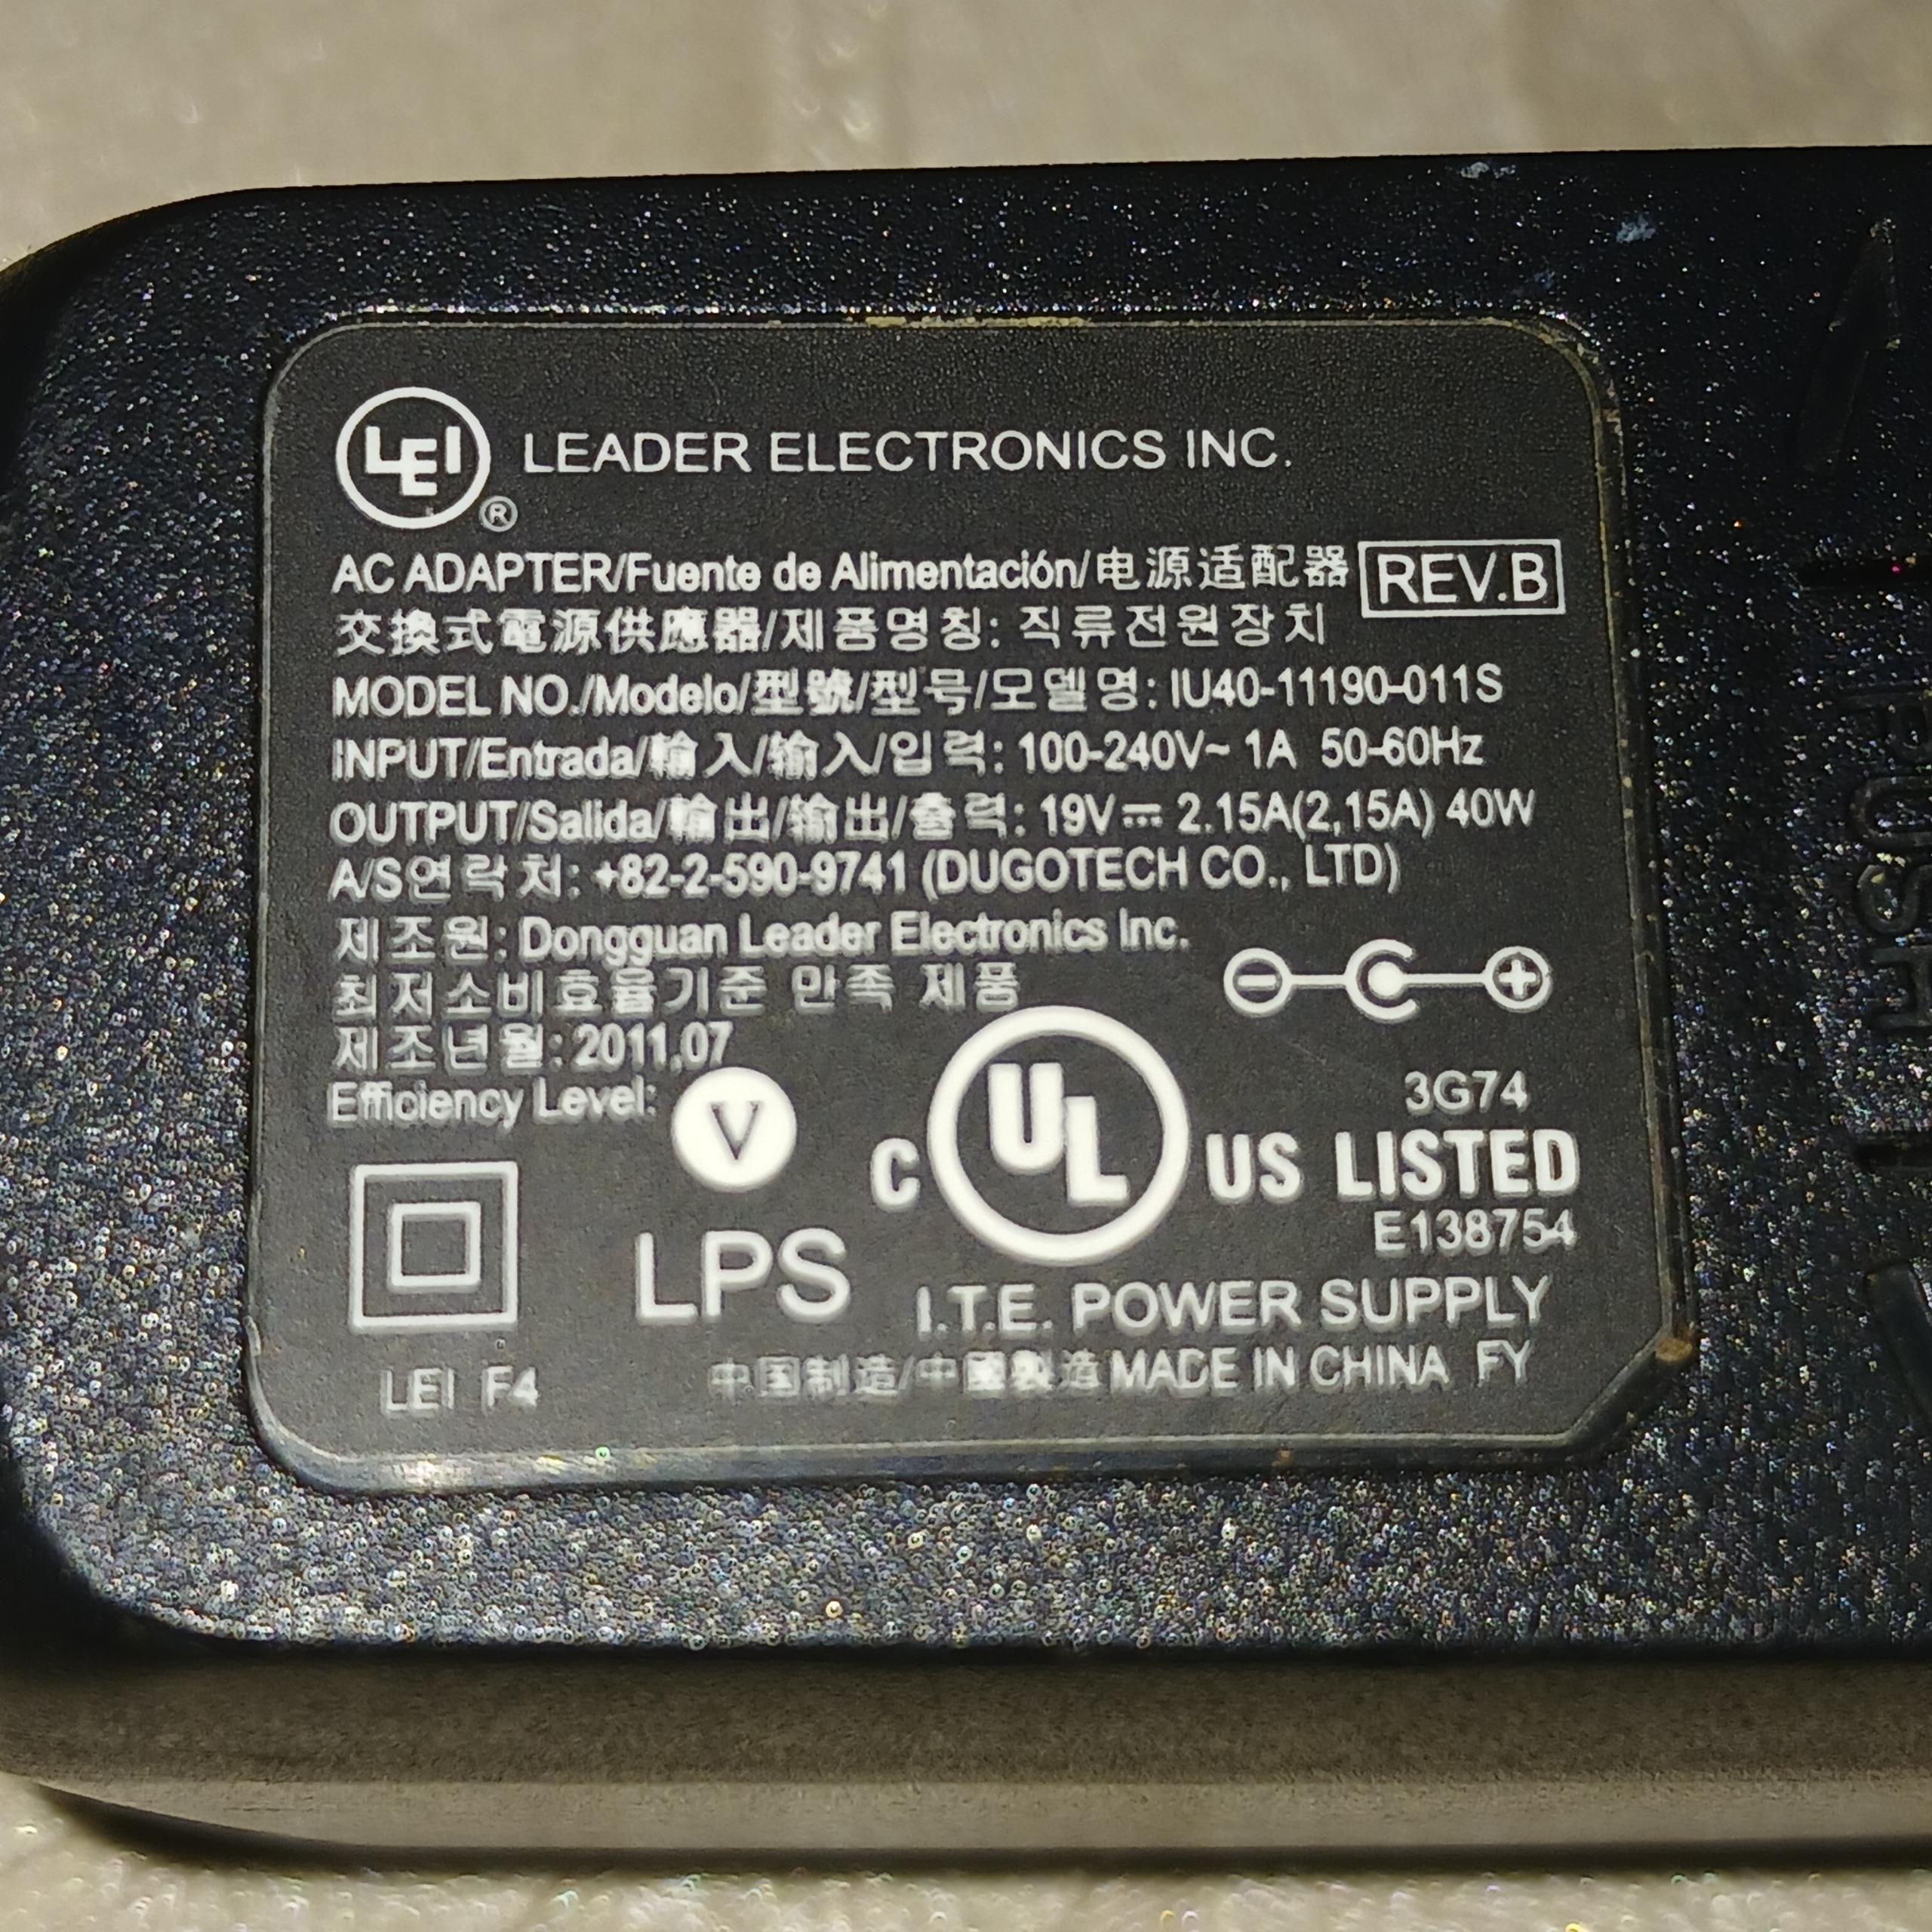 LEI
®
LEADER ELECTRONICS INC.
AC ADAPTER/Fuente de Alimentación/电源适配器
REV.B
交換式電源供應器/제품명칭: 직류전원장치
MODEL NO./Modelo/型號/型号/모델명: IU40-11190-011S
INPUT/Entrada/輸入/输入/입력: 100-240V~ 1A 50-60Hz
OUTPUT/Salida/輸出/输出/출력: 19V⎓ 2.15A(2,15A) 40W
A/S연락처: +82-2-590-9741 (DUGOTECH CO., LTD)
제조원: Dongguan Leader Electronics Inc.
최저소비효율기준 만족 제품
제조년월: 2011,07
Efficiency Level: V
3G74
C UL US LISTED
E138754
LPS
I.T.E. POWER SUPPLY
LEI F4
中国制造/中國製造 MADE IN CHINA FY
PUSH